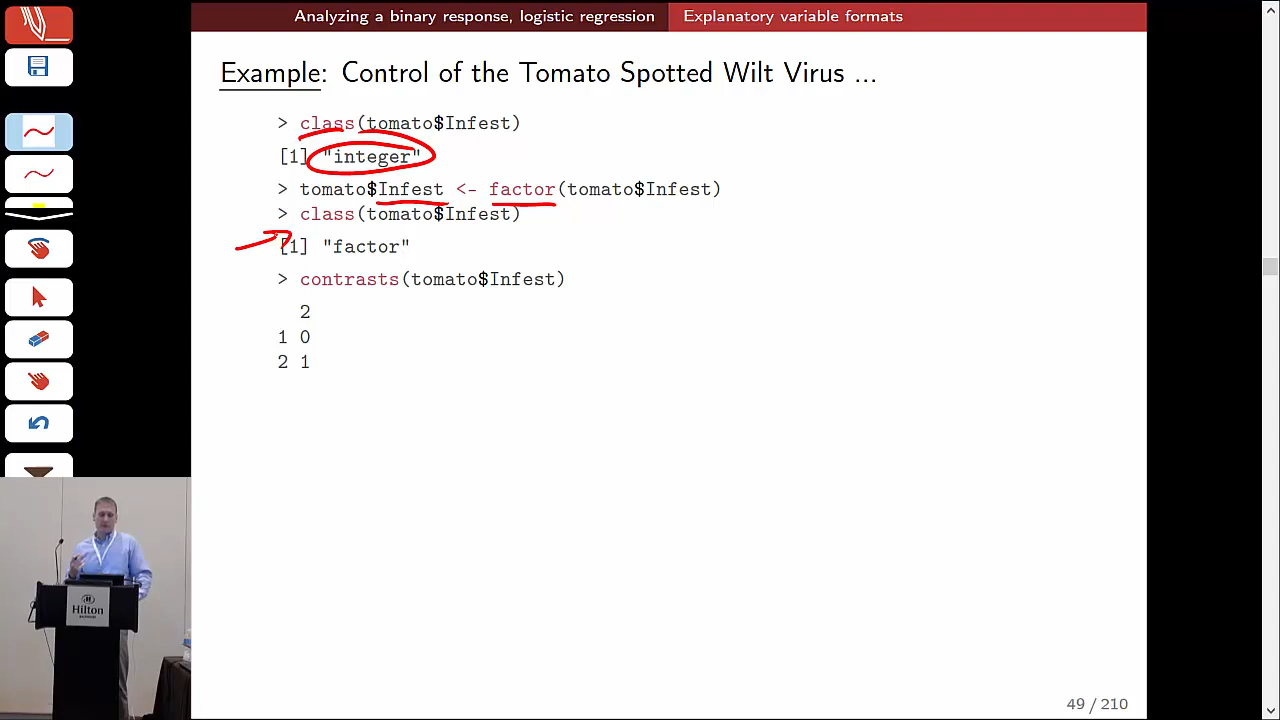 Analyzing a binary response, logistic regression Explanatory variable formats
Example: Control of the Tomato Spotted Wilt Virus ...
> class(tomato$Infest)
[1] "integer"
> tomato$Infest <- factor(tomato$Infest)
> class(tomato$Infest)
[1] "factor"
> contrasts(tomato$Infest)
2
1 0
2 1
Hilton
49 / 210